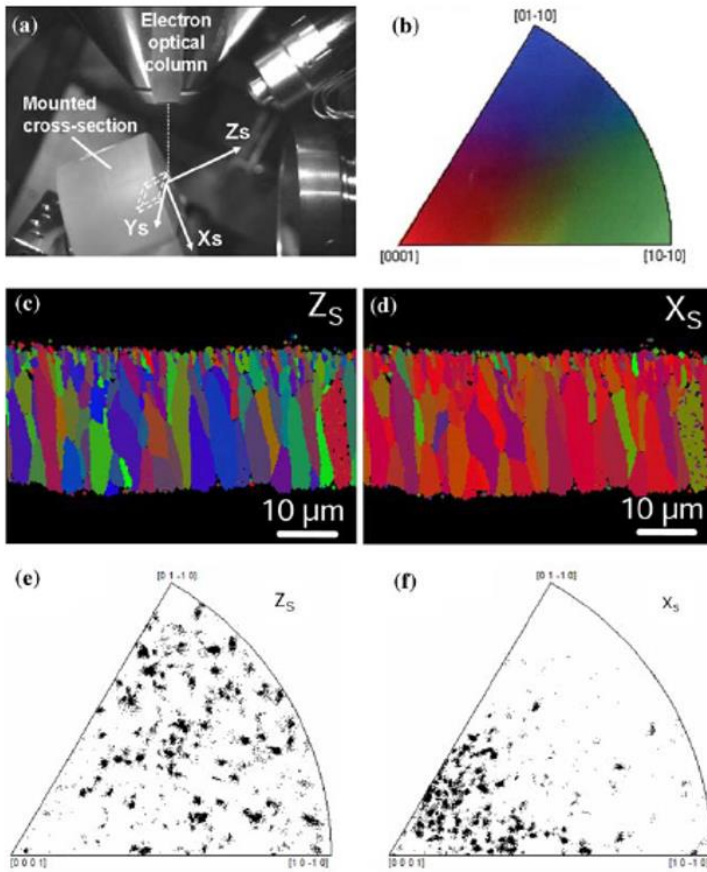 (a)
Electron
optical
column
Mounted
cross-section
Zs
Ys
Xs
(b)
[01-10]
[0001]
[10-10]
(c)
ZS
10 µm
(d)
XS
10 µm
(e)
[0 1 -1 0]
ZS
[0 0 0 1]
[1 0 -1 0]
(f)
[0 1 -1 0]
XS
[0 0 0 1]
[1 0 -1 0]